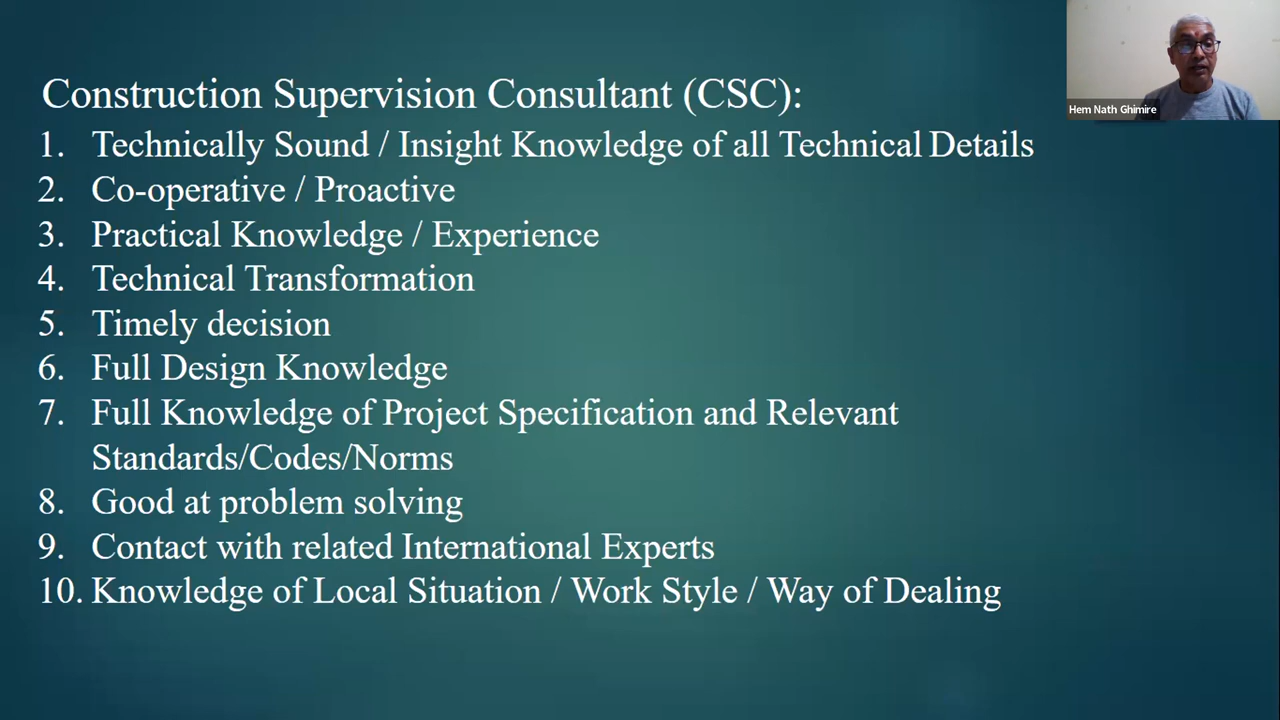 Construction Supervision Consultant (CSC):
1. Technically Sound / Insight Knowledge of all Technical Details
2. Co-operative / Proactive
3. Practical Knowledge / Experience
4. Technical Transformation
5. Timely decision
6. Full Design Knowledge
7. Full Knowledge of Project Specification and Relevant
Standards/Codes/Norms
8. Good at problem solving
9. Contact with related International Experts
10. Knowledge of Local Situation / Work Style / Way of Dealing
Hem Nath Ghimire